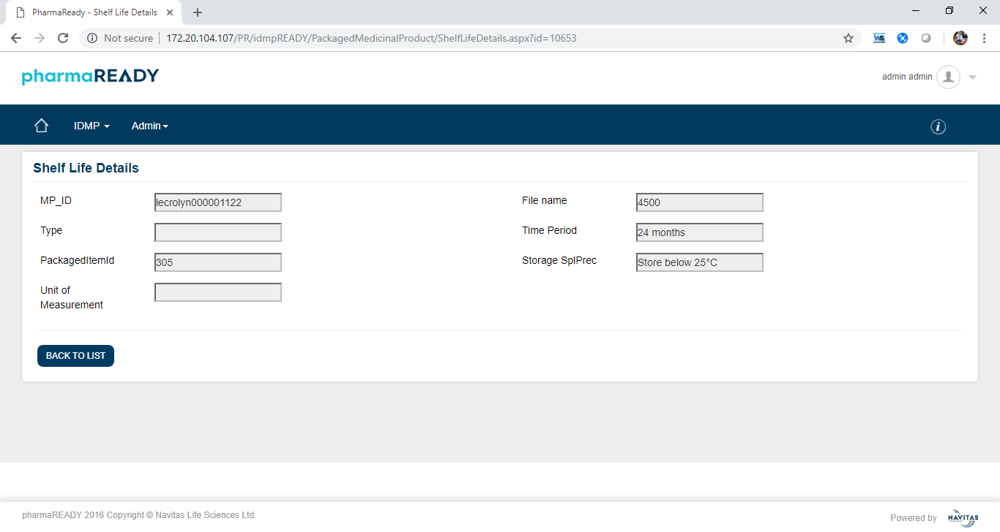 PharmaReady - Shelf Life Details
Not secure
172.20.104.107/PR/idmpREADY/PackagedMedicinalProduct/ShelfLifeDetails.aspx?id=10653
WS
pharmaREADY
admin admin
IDMP
Admin
i
Shelf Life Details
MP_ID
lecrolyn000001122
File name
4500
Type
Time Period
24 months
PackagedItemId
305
Storage SplPrec
Store below 25°C
Unit of
Measurement
BACK TO LIST
pharmaREADY 2016 Copyright © Navitas Life Sciences Ltd.
Powered by
NAVITAS